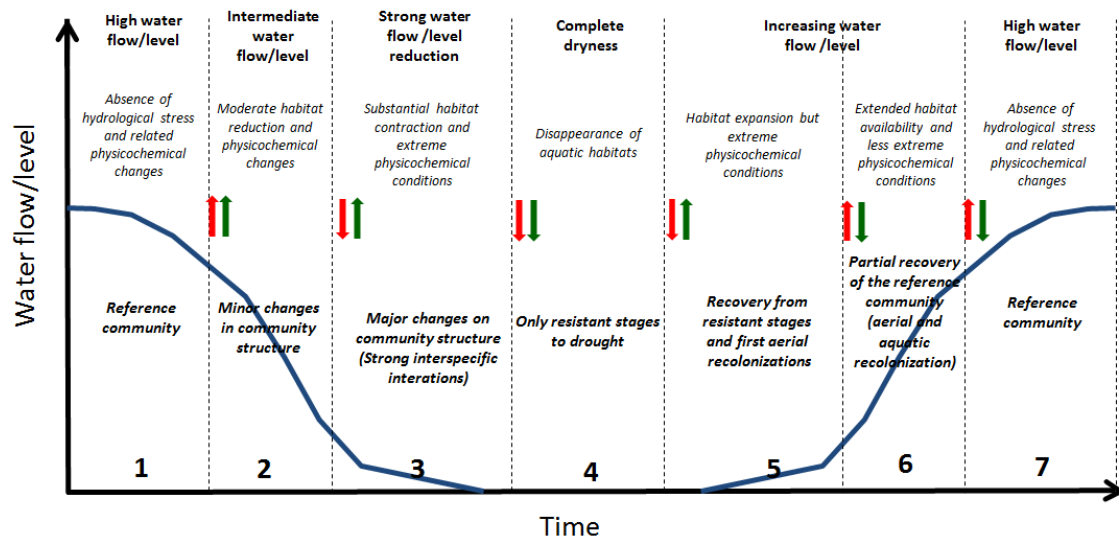 High water
flow/level
Intermediate
water
flow/level
Strong water
flow /level
reduction
Complete
dryness
Increasing water
flow /level
High water
flow/level
Absence of
hydrological stress
and related
physicochemical
changes
Moderate habitat
reduction and
physicochemical
changes
Substantial habitat
contraction and
extreme
physicochemical
conditions
Disappearance of
aquatic habitats
Habitat expansion but
extreme
physicochemical
conditions
Extended habitat
availability and
less extreme
physicochemical
conditions
Absence of
hydrological stress
and related
physicochemical
changes
Water flow/level
Reference
community
Minor changes
in community
structure
Major changes on
community structure
(Strong interspecific
interations)
Only resistant stages
to drought
Recovery from
resistant stages
and first aerial
recolonizations
Partial recovery
of the reference
community
(aerial and
aquatic
recolonization)
Reference
community
1
2
3
4
5
6
7
Time